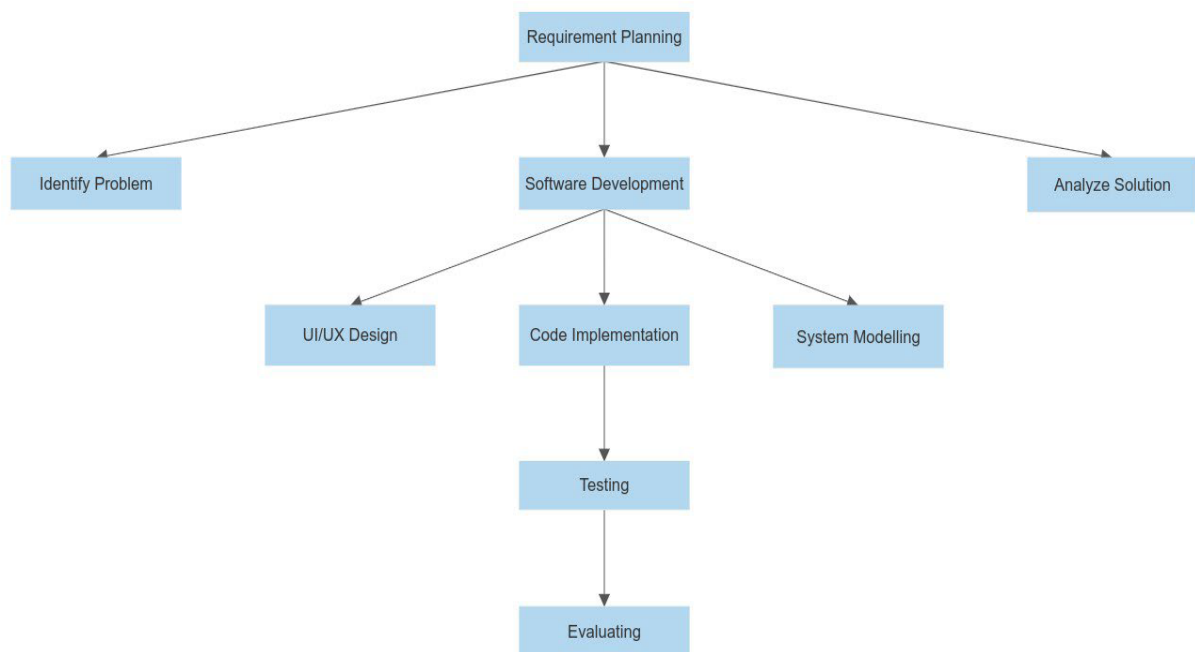 Requirement Planning
Identify Problem
Software Development
Analyze Solution
UI/UX Design
Code Implementation
System Modelling
Testing
Evaluating